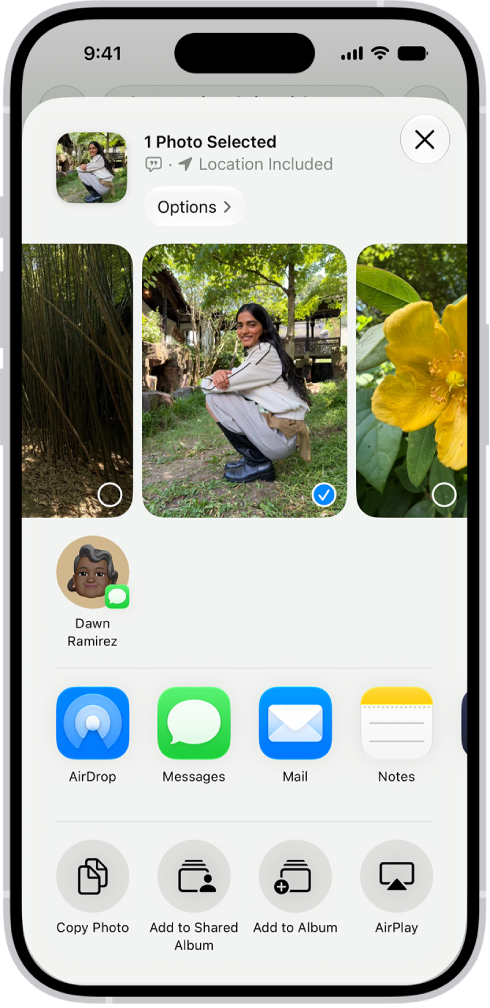 9:41
1 Photo Selected
· Location Included
Options
Dawn
Ramirez
AirDrop
Messages
Mail
Notes
Copy Photo
Add to Shared
Album
Add to Album
AirPlay